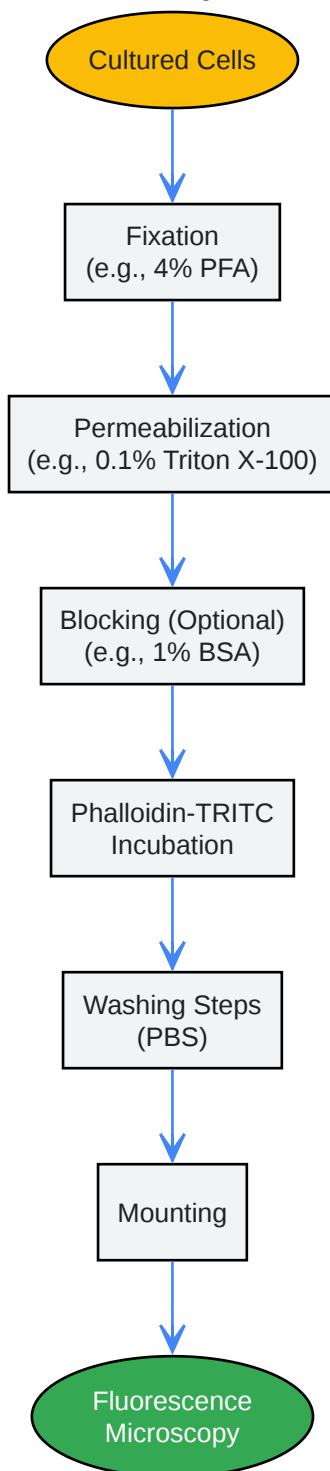 Cultured Cells
Fixation
(e.g., 4% PFA)
Permeabilization
(e.g., 0.1% Triton X-100)
Blocking (Optional)
(e.g., 1% BSA)
Phalloidin-TRITC
Incubation
Washing Steps
(PBS)
Mounting
Fluorescence
Microscopy